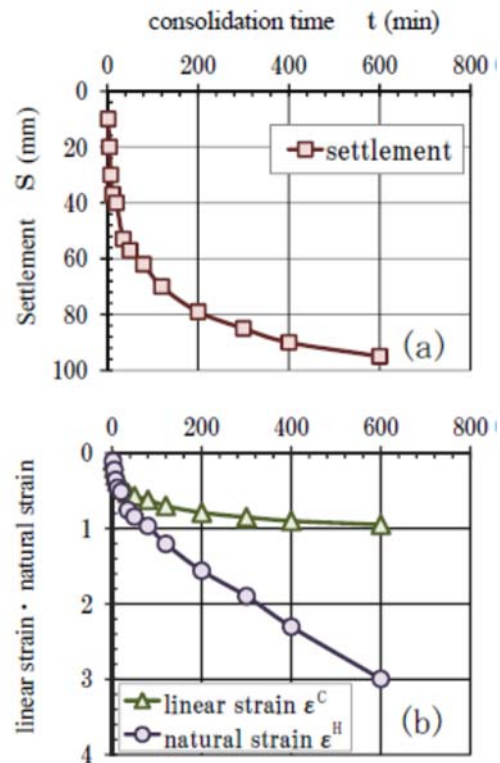 consolidation time t (min)
0 200 400 600 800
0
20
40
60
80
100
Settlement S (mm)
settlement
(a)
0 200 400 600 800
0
1
2
3
4
linear strain・natural strain
linear strain ε^C
natural strain ε^H
(b)